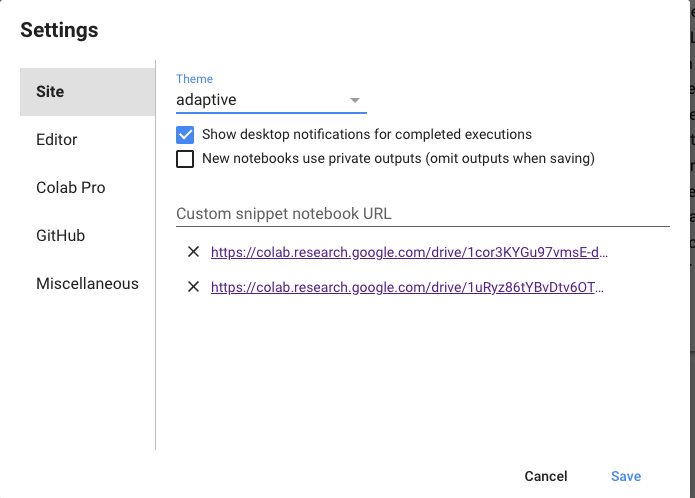 Settings
Site
Editor
Colab Pro
GitHub
Miscellaneous
Theme
adaptive
Show desktop notifications for completed executions
New notebooks use private outputs (omit outputs when saving)
Custom snippet notebook URL
https://colab.research.google.com/drive/1cor3KYGu97vmsE-d...
https://colab.research.google.com/drive/1uRyz86tYBvDtv6OT...
Cancel
Save